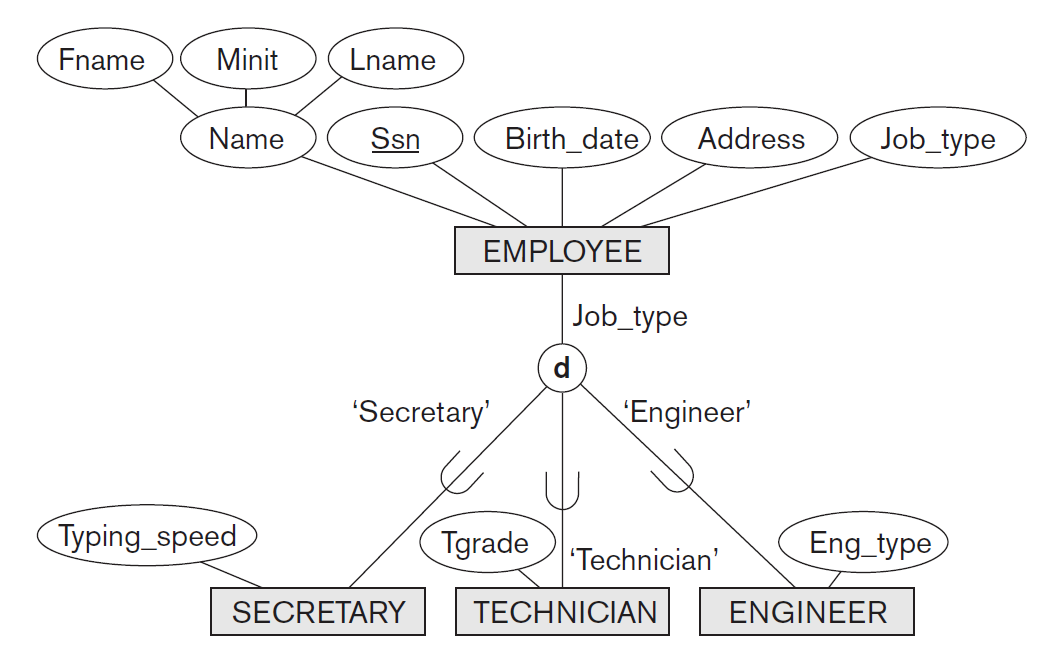 Fname Minit Lname
Name Ssn Birth_date Address Job_type
EMPLOYEE
Job_type
d
‘Secretary’ ‘Engineer’
Typing_speed Tgrade ‘Technician’ Eng_type
SECRETARY TECHNICIAN ENGINEER